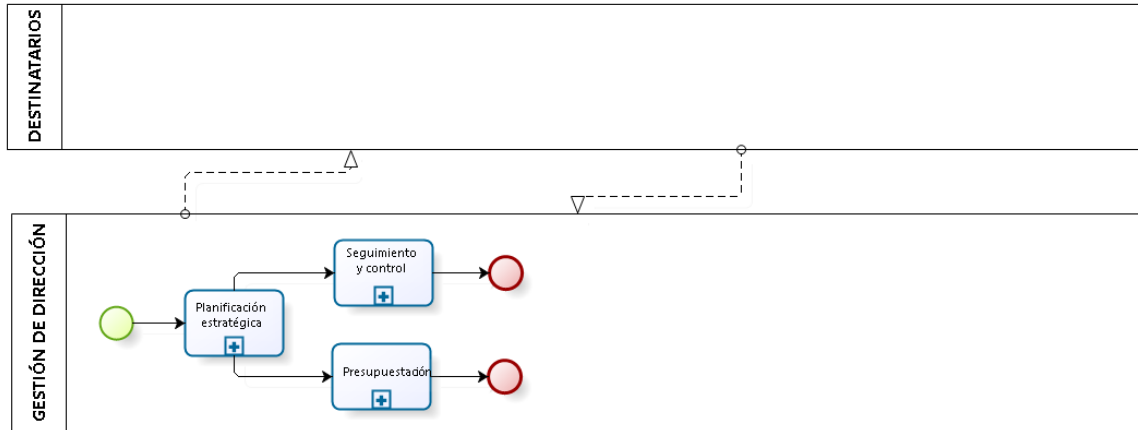 DESTINATARIOS
GESTIÓN DE DIRECCIÓN
Planificación
estratégica
Seguimiento
y control
Presupuestación